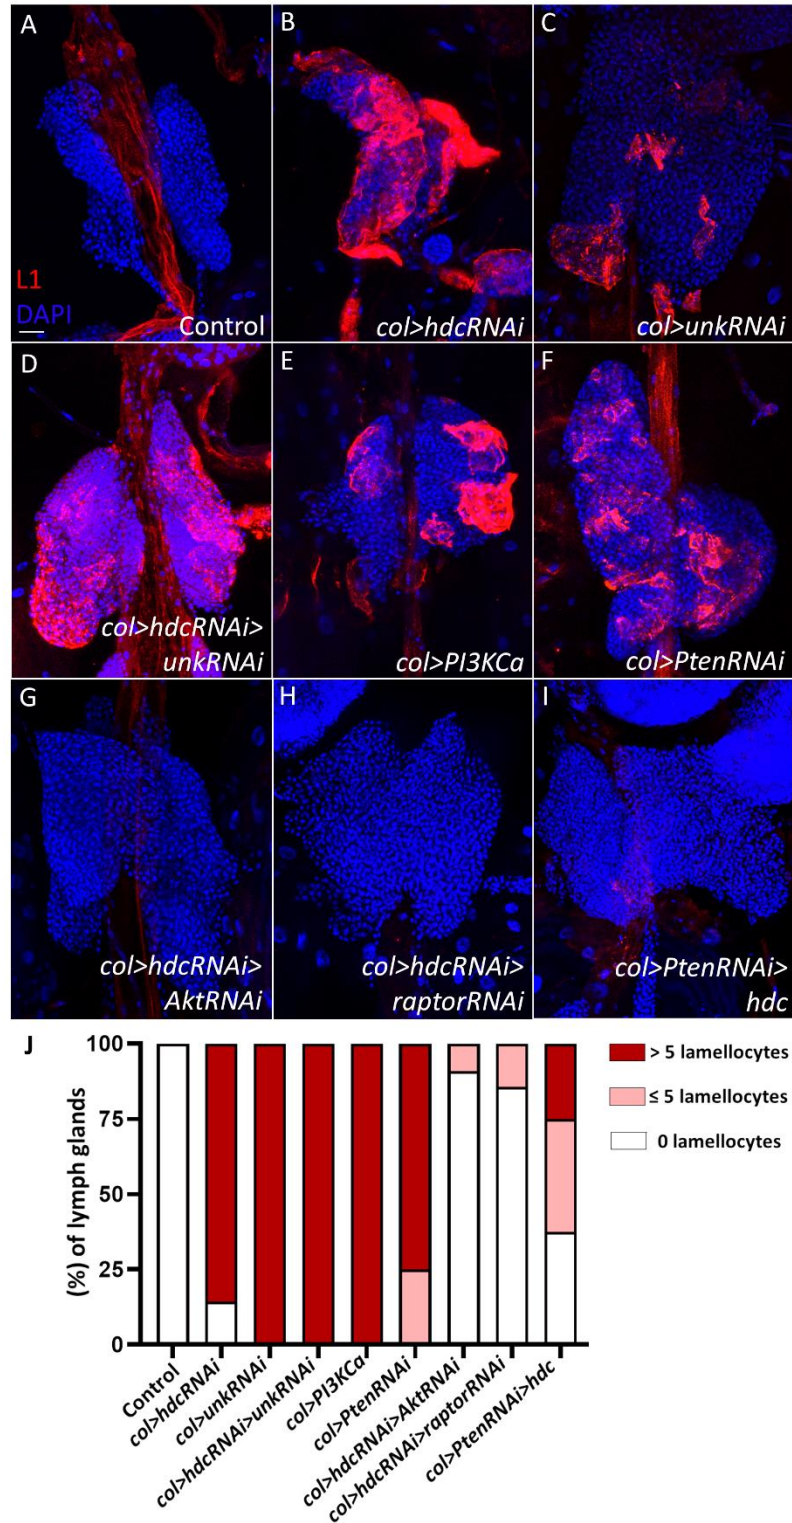 A
B
C
L1
DAPI
Control
col>hdcRNAi
col>unkRNAi
D
E
F
col>hdcRNAi>
unkRNAi
col>PI3KCa
col>PtenRNAi
G
H
I
col>hdcRNAi>
AktRNAi
col>hdcRNAi>
raptorRNAi
col>PtenRNAi>
hdc
J
(%) of lymph glands
100
75
50
25
0
> 5 lamellocytes
≤ 5 lamellocytes
0 lamellocytes
Control
col>hdcRNAi
col>unkRNAi
col>hdcRNAi>unkRNAi
col>PI3KCa
col>PtenRNAi
col>hdcRNAi>AktRNAi
col>hdcRNAi>raptorRNAi
col>PtenRNAi>hdc